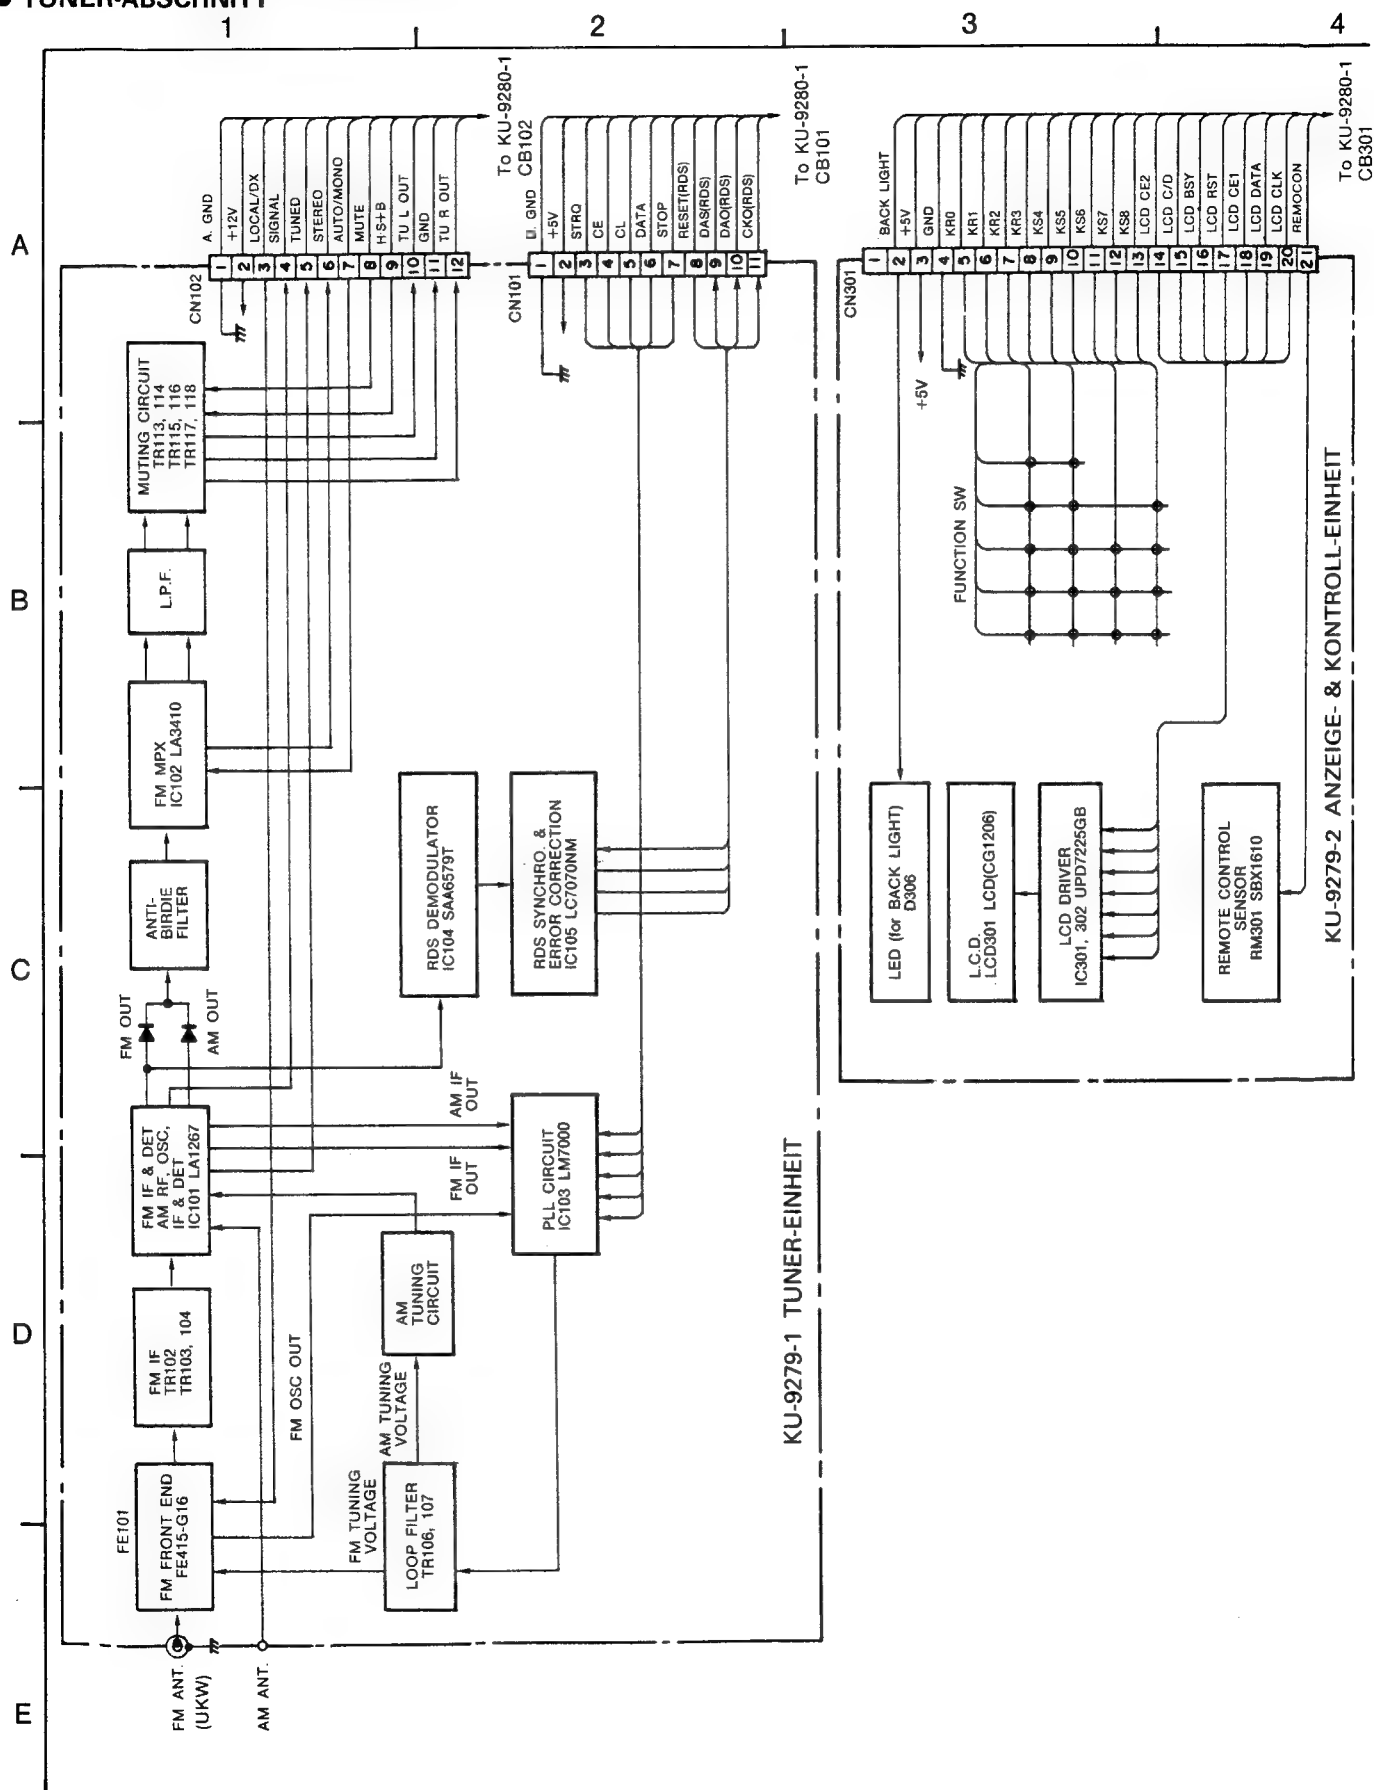 TUNER-ABSCHNITT
1
2
3
4
A
B
C
D
E
To KU-9280-1
CB102
To KU-9280-1
CB101
To KU-9280-1
CB301
A. GND
+12V
LOCAL/DX
SIGNAL
TUNED
STEREO
AUTO/MONO
MUTE
H·S+B
TU L OUT
GND
TU R OUT
CN102
1
2
3
4
5
6
7
8
9
10
11
12
GND
+5V
STRQ
CE
CL
DATA
STOP
RESET(RDS)
DAS(RDS)
DAO(RDS)
CKO(RDS)
CN101
1
2
3
4
5
6
7
8
9
10
11
BACK LIGHT
+5V
GND
KR0
KR1
KR2
KR3
KS4
KS5
KS6
KS7
KS8
LCD CE2
LCD C/D
LCD BSY
LCD RST
LCD CE1
LCD DATA
LCD CLK
REMOCON
CN301
1
2
3
4
5
6
7
8
9
10
11
12
13
14
15
16
17
18
19
20
21
MUTING CIRCUIT
TR113, 114
TR115, 116
TR117, 118
L.P.F.
FM MPX
IC102 LA3410
ANTI-
BIRDIE
FILTER
FM OUT
AM OUT
FM IF & DET
AM RF, OSC,
IF & DET
IC101 LA1267
FM IF
TR102
TR103, 104
FE101
FM FRONT END
FE415-G16
FM ANT.
(UKW)
AM ANT.
FM OSC OUT
RDS DEMODULATOR
IC104 SAA6579T
RDS SYNCHRO. &
ERROR CORRECTION
IC105 LC7070NM
AM IF
OUT
FM IF
OUT
PLL CIRCUIT
IC103 LM7000
AM
TUNING
CIRCUIT
AM TUNING
VOLTAGE
FM TUNING
VOLTAGE
LOOP FILTER
TR106, 107
KU-9279-1 TUNER-EINHEIT
+5V
FUNCTION SW
LED (for BACK LIGHT)
D306
L.C.D.
LCD301 LCD(CG1206)
LCD DRIVER
IC301, 302 UPD7225GB
REMOTE CONTROL
SENSOR
RM301 SBX1610
KU-9279-2 ANZEIGE- & KONTROLL-EINHEIT